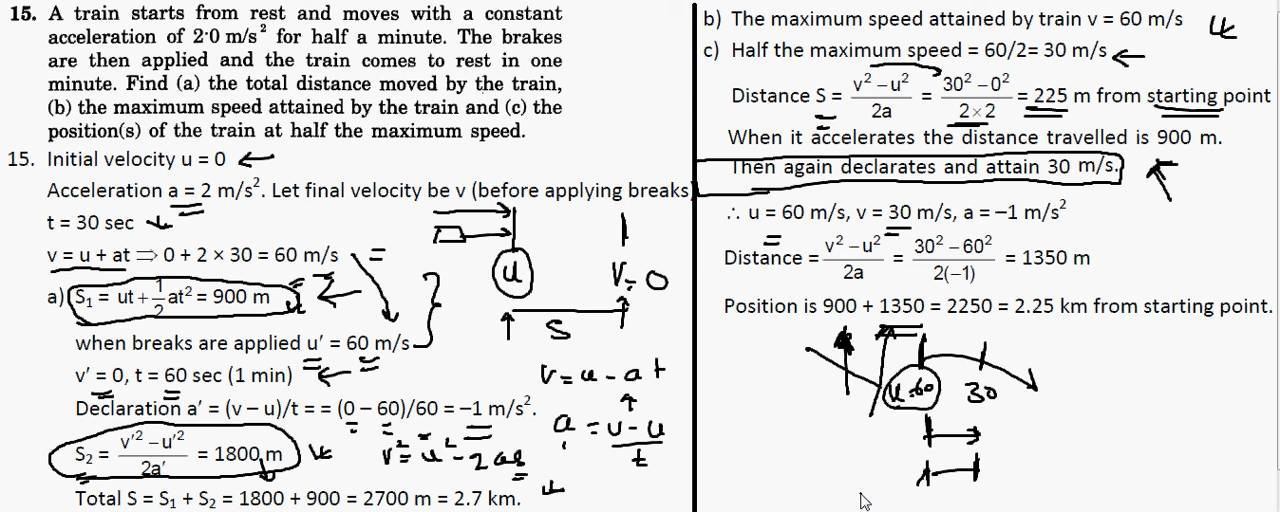 15. A train starts from rest and moves with a constant
acceleration of 2·0 m/s² for half a minute. The brakes
are then applied and the train comes to rest in one
minute. Find (a) the total distance moved by the train,
(b) the maximum speed attained by the train and (c) the
position(s) of the train at half the maximum speed.
15. Initial velocity u = 0
Acceleration a = 2 m/s². Let final velocity be v (before applying breaks)
t = 30 sec
v = u + at ⇒ 0 + 2 × 30 = 60 m/s
a) S₁ = ut + 1/2 at² = 900 m
when breaks are applied u′ = 60 m/s
v′ = 0, t = 60 sec (1 min)
Declaration a′ = (v – u)/t = = (0 – 60)/60 = –1 m/s².
S₂ = (v′² – u′²)/2a′ = 1800 m
Total S = S₁ + S₂ = 1800 + 900 = 2700 m = 2.7 km.
u
V=0
S
v = u - at
v² = u² - 2as
b) The maximum speed attained by train v = 60 m/s
c) Half the maximum speed = 60/2= 30 m/s
Distance S = (v² – u²)/2a = (30² – 0²)/(2×2) = 225 m from starting point
When it accelerates the distance travelled is 900 m.
Then again declarates and attain 30 m/s.
∴ u = 60 m/s, v = 30 m/s, a = –1 m/s²
Distance = (v² – u²)/2a = (30² – 60²)/2(–1) = 1350 m
Position is 900 + 1350 = 2250 = 2.25 km from starting point.
u=60
30